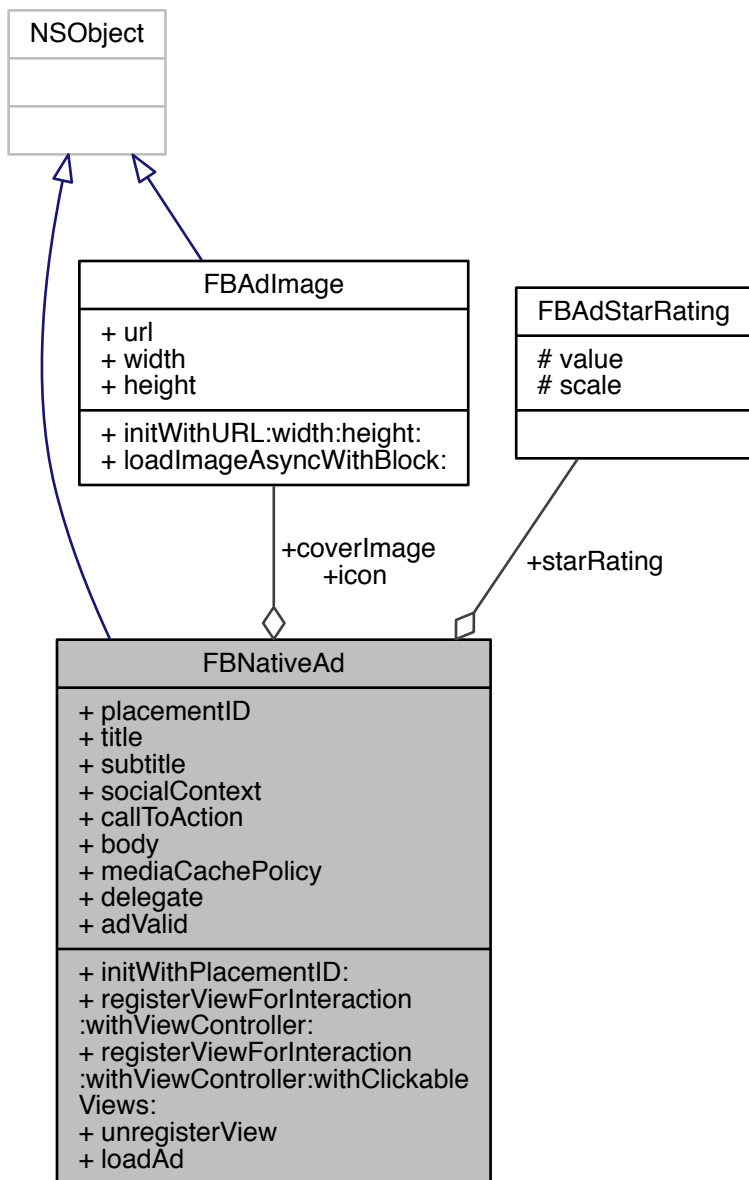 NSObject
FBAdImage
+ url
+ width
+ height
+ initWithURL:width:height:
+ loadImageAsyncWithBlock:
FBAdStarRating
# value
# scale
+coverImage
+icon
+starRating
FBNativeAd
+ placementID
+ title
+ subtitle
+ socialContext
+ callToAction
+ body
+ mediaCachePolicy
+ delegate
+ adValid
+ initWithPlacementID:
+ registerViewForInteraction
:withViewController:
+ registerViewForInteraction
:withViewController:withClickable
Views:
+ unregisterView
+ loadAd